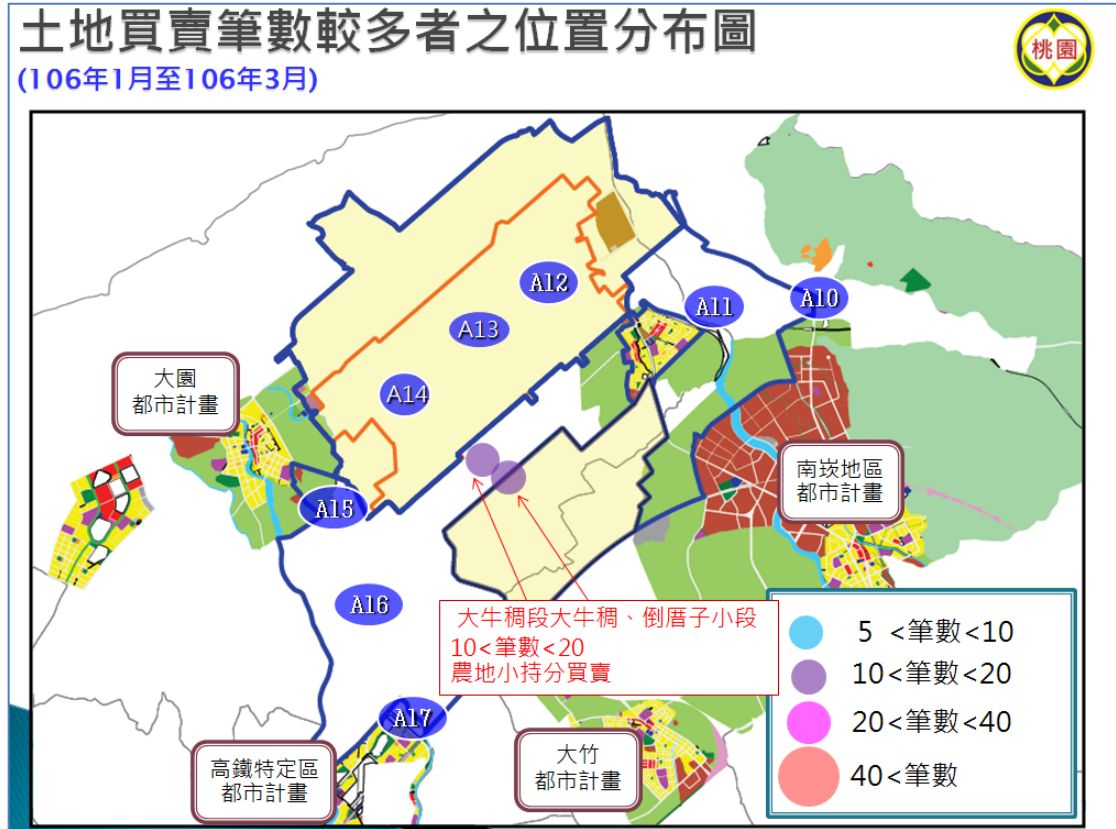 土地買賣筆數較多者之位置分布圖
(106年1月至106年3月)
桃園
A12
A11
A10
A13
大園
都市計畫
A14
南崁地區
都市計畫
A15
A16
大牛稠段大牛稠、倒厝子小段
10<筆數<20
農地小持分買賣
5 <筆數<10
10<筆數<20
20<筆數<40
40<筆數
A17
高鐵特定區
都市計畫
大竹
都市計畫